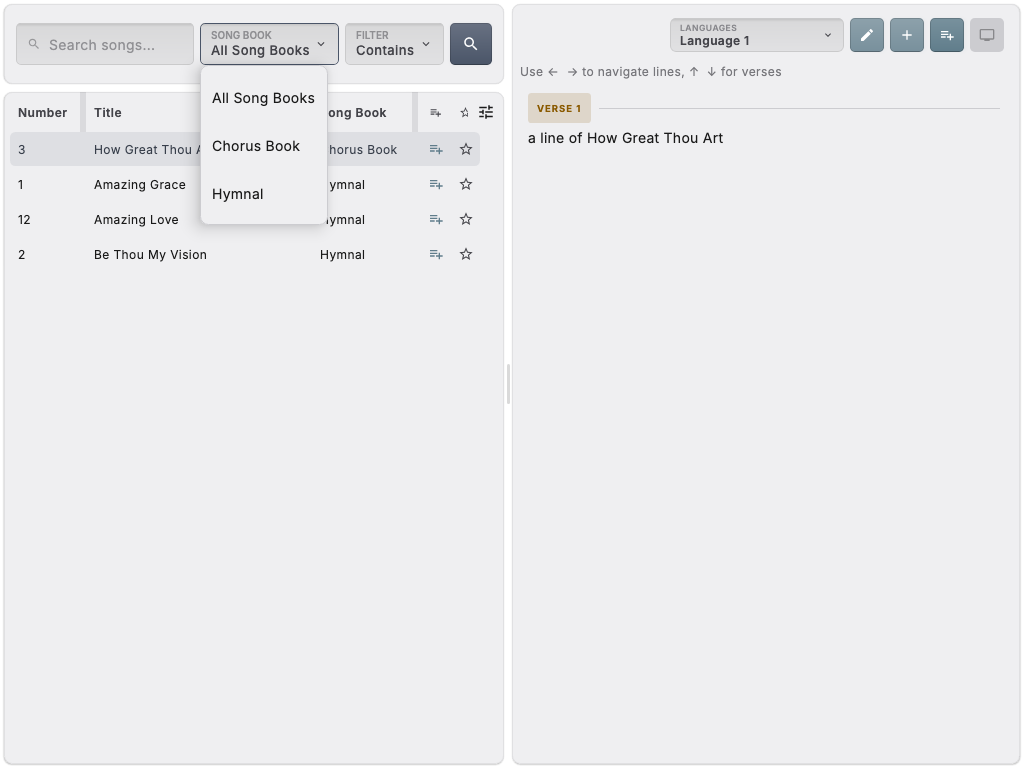 Search songs...
SONG BOOK
All Song Books
FILTER
Contains
All Song Books
Chorus Book
Hymnal
Number Title ong Book
3 How Great Thou horus Book
1 Amazing Grace ymnal
12 Amazing Love ymnal
2 Be Thou My Vision Hymnal
LANGUAGES
Language 1
Use ← → to navigate lines, ↑ ↓ for verses
VERSE 1
a line of How Great Thou Art